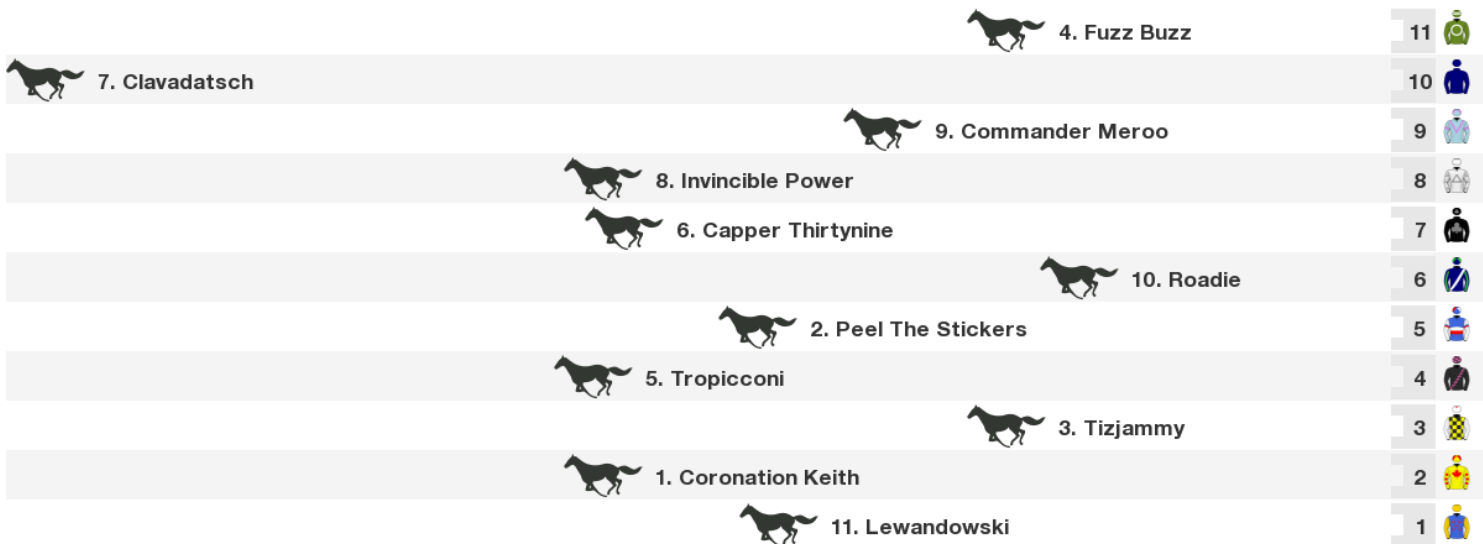 4. Fuzz Buzz 11
7. Clavadatsch 10
9. Commander Meroo 9
8. Invincible Power 8
6. Capper Thirtynine 7
10. Roadie 6
2. Peel The Stickers 5
5. Tropicconi 4
3. Tizjammy 3
1. Coronation Keith 2
11. Lewandowski 1